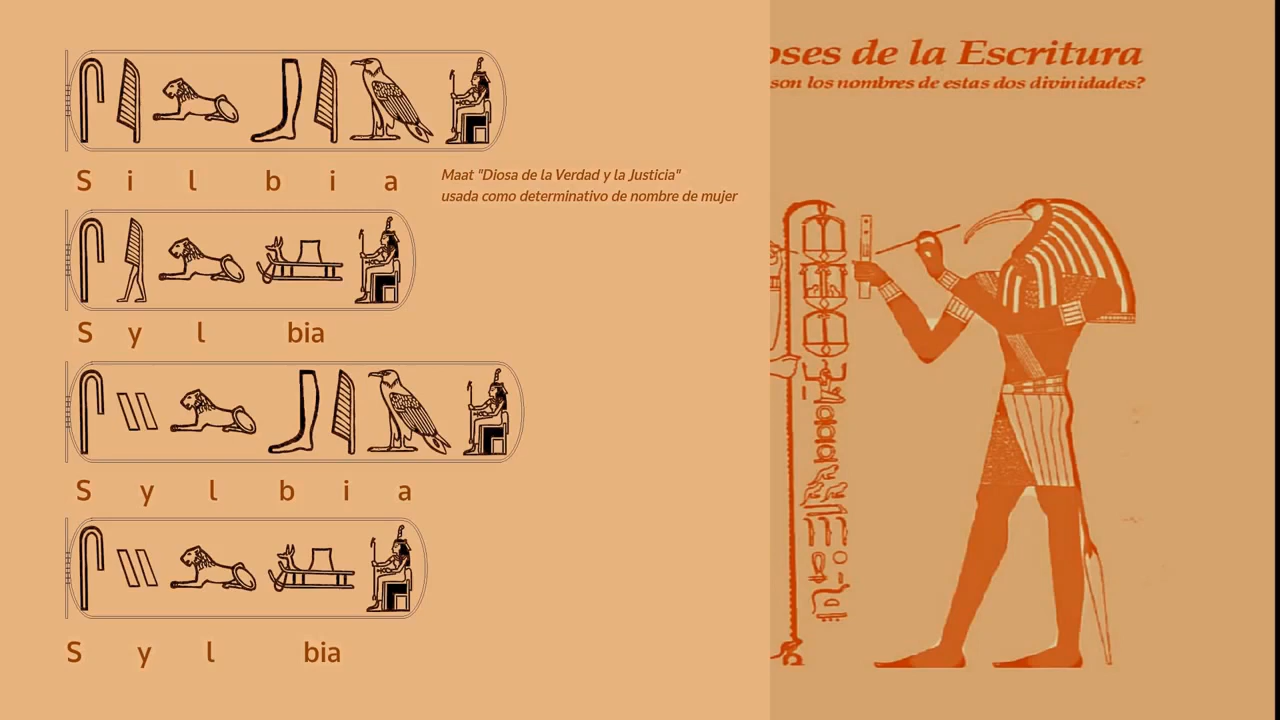 S i l b i a
Maat "Diosa de la Verdad y la Justicia"
usada como determinativo de nombre de mujer
S y l bia
S y l b i a
S y l bia
oses de la Escritura
son los nombres de estas dos divinidades?